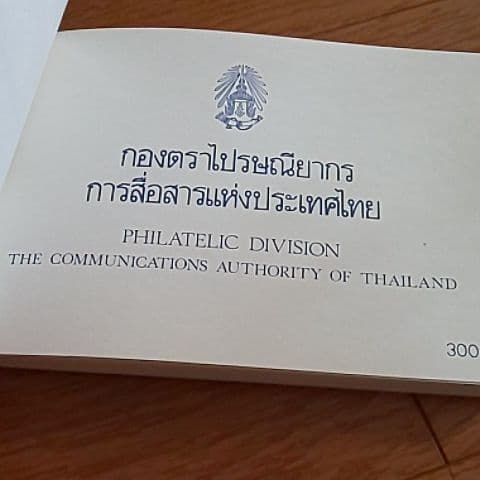 กองตราไปรษณียากร
การสื่อสารแห่งประเทศไทย
PHILATELIC DIVISION
THE COMMUNICATIONS AUTHORITY OF THAILAND
300